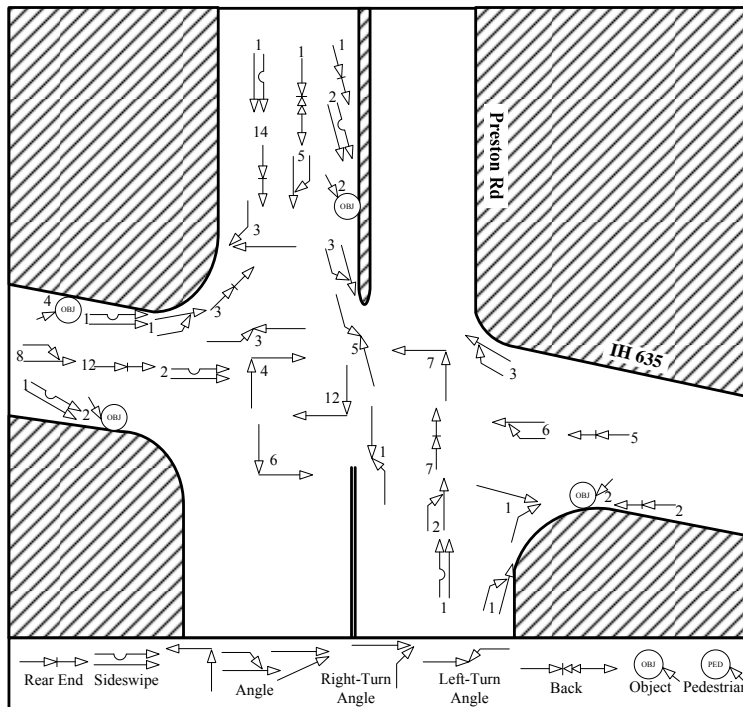 1
1
1
2
14
5
2
OBJ
Preston Rd
3
3
3
4
OBJ
1
1
3
5
7
IH 635
3
8
12
2
4
12
1
2
OBJ
6
5
6
1
7
OBJ
2
2
2
1
1
1
Rear End
Sideswipe
Angle
Right-Turn
Angle
Left-Turn
Angle
Back
OBJ
Object
PED
Pedestrian